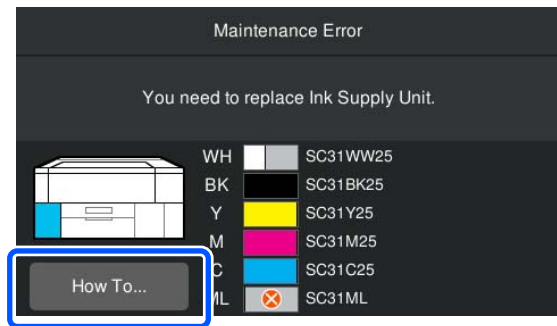 Maintenance Error
You need to replace Ink Supply Unit.
WH SC31WW25
BK SC31BK25
Y SC31Y25
M SC31M25
C SC31C25
ML SC31ML
How To...